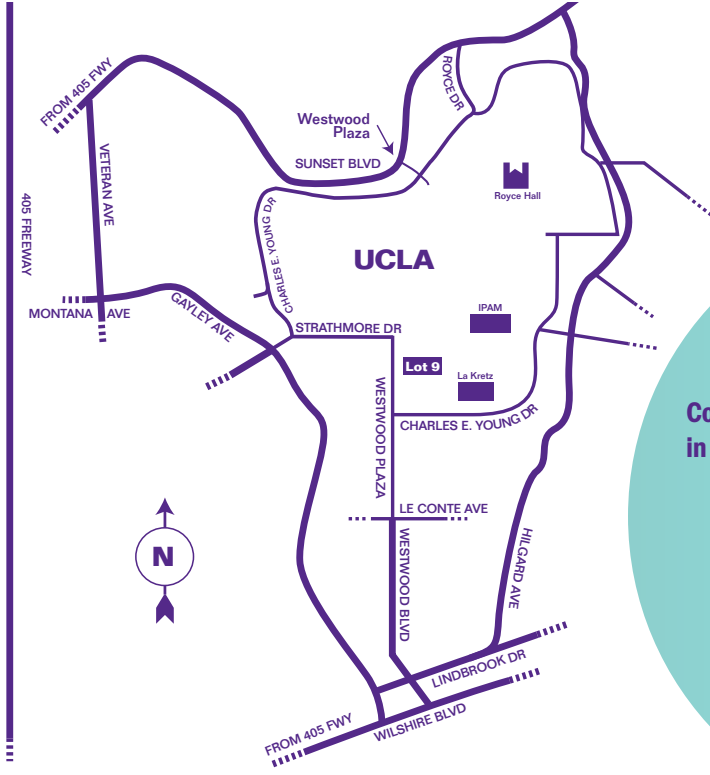 FROM 405 FWY
ROYCE DR
Westwood
Plaza
VETERAN AVE
SUNSET BLVD
Royce Hall
405 FREEWAY
CHARLES E. YOUNG DR
UCLA
MONTANA AVE
GAYLEY AVE
IPAM
STRATHMORE DR
Lot 9
La Kretz
Co
in
WESTWOOD PLAZA
CHARLES E. YOUNG DR
LE CONTE AVE
N
WESTWOOD BLVD
HILGARD AVE
LINDBROOK DR
FROM 405 FWY
WILSHIRE BLVD